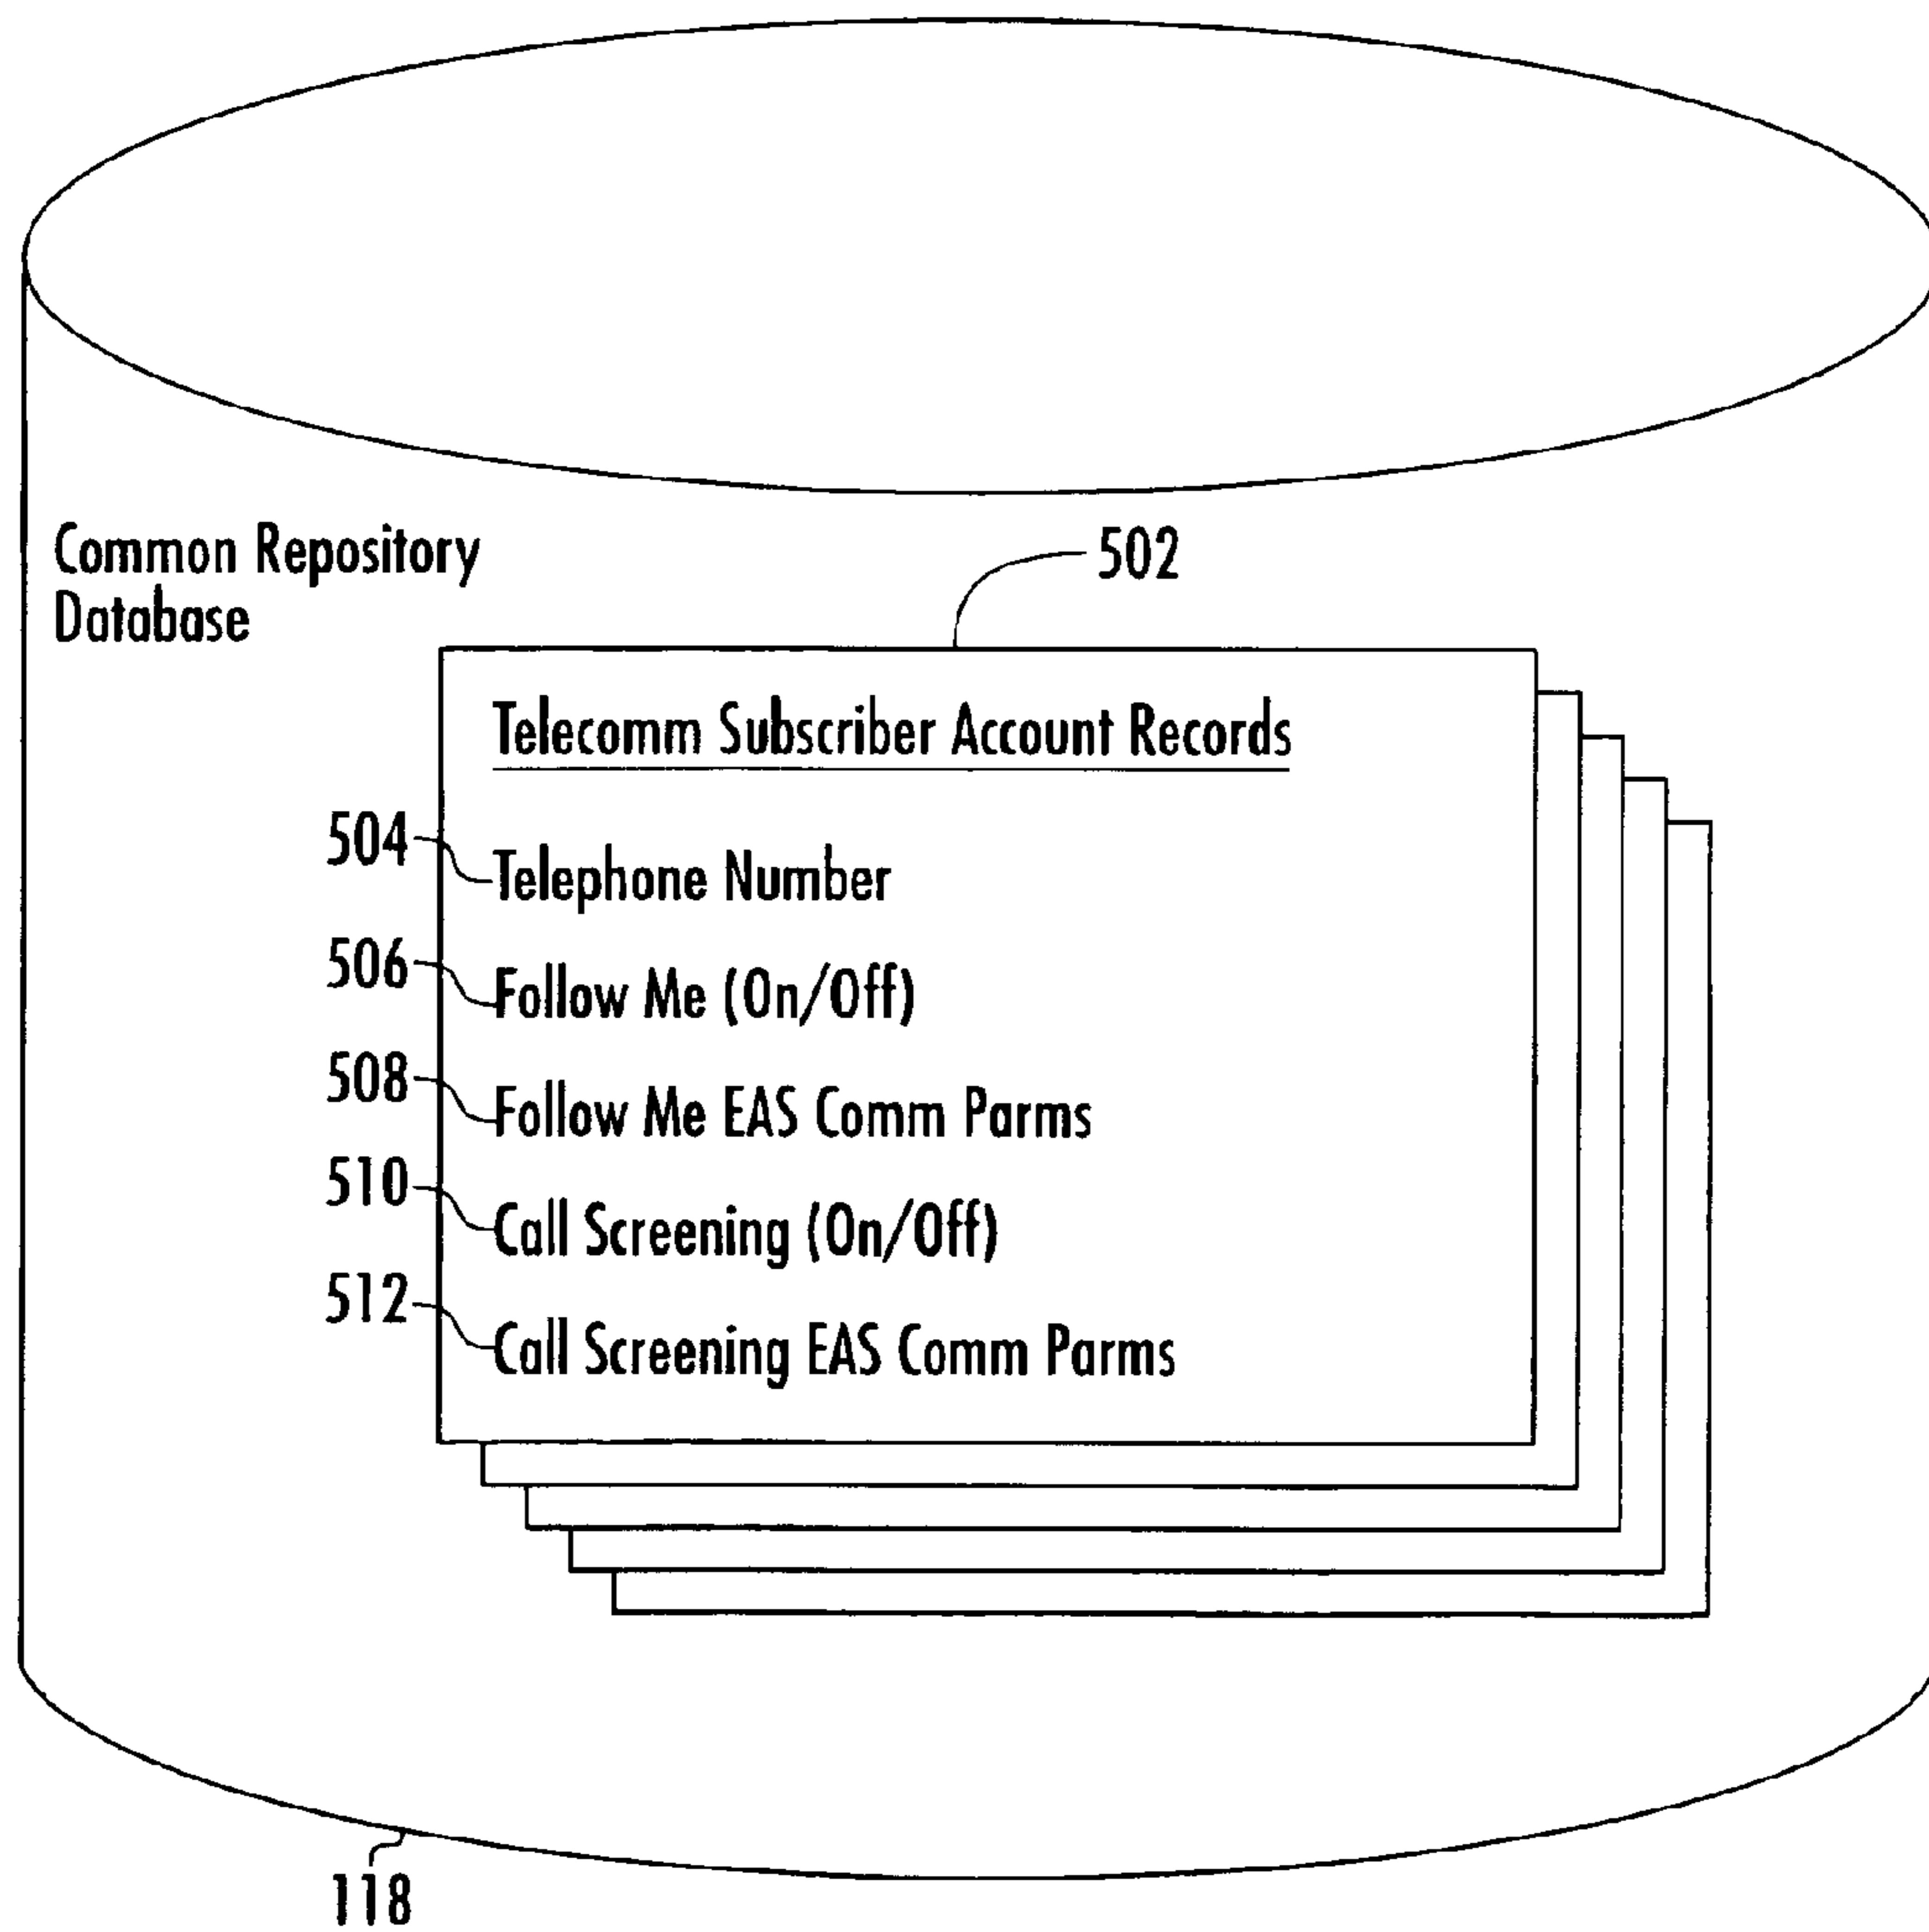 Common Repository
Database
502
Telecomm Subscriber Account Records
504
Telephone Number
506
Follow Me (On/Off)
508
Follow Me EAS Comm Parms
510
Call Screening (On/Off)
512
Call Screening EAS Comm Parms
118